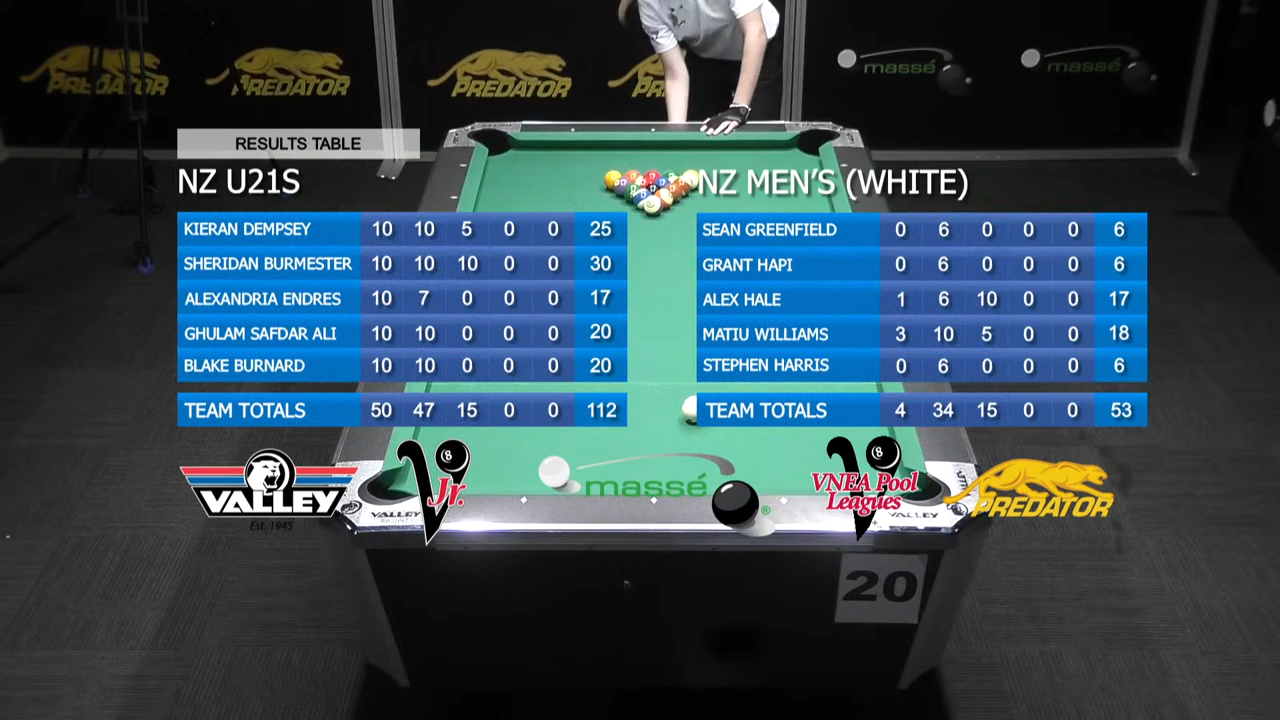 PREDATOR
PREDATOR
PREDATOR
PR
massé
massé
RESULTS TABLE
NZ U21S
KIERAN DEMPSEY 10 10 5 0 0 25
SHERIDAN BURMESTER 10 10 10 0 0 30
ALEXANDRIA ENDRES 10 7 0 0 0 17
GHULAM SAFDAR ALI 10 10 0 0 0 20
BLAKE BURNARD 10 10 0 0 0 20
TEAM TOTALS 50 47 15 0 0 112
NZ MEN'S (WHITE)
SEAN GREENFIELD 0 6 0 0 0 6
GRANT HAPI 0 6 0 0 0 6
ALEX HALE 1 6 10 0 0 17
MATIU WILLIAMS 3 10 5 0 0 18
STEPHEN HARRIS 0 6 0 0 0 6
TEAM TOTALS 4 34 15 0 0 53
VALLEY
Est. 1945
8
V Jr.
massé ®
8
VNEA Pool
Leagues
PREDATOR
VALLEY
VALLEY
20